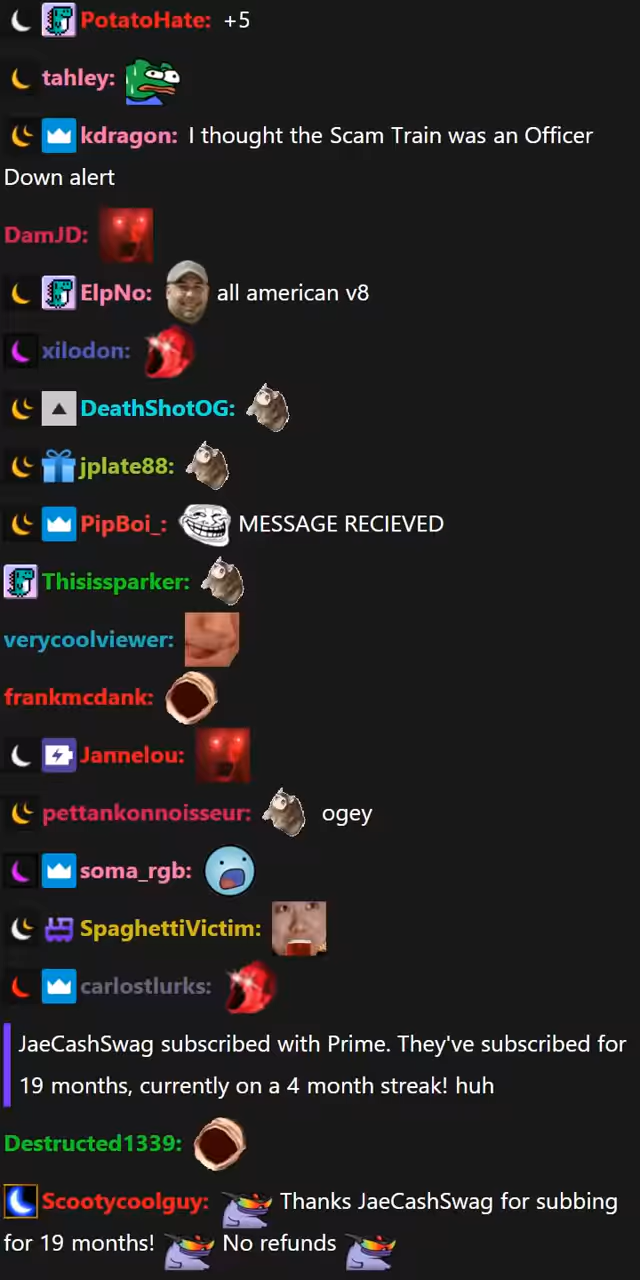 PotatoHate: +5
tahley:
kdragon: I thought the Scam Train was an Officer
Down alert
DamJD:
ElpNo: all american v8
xilodon:
DeathShotOG:
jplate88:
PipBoi_: MESSAGE RECIEVED
Thisissparker:
verycoolviewer:
frankmcdank:
Jannelou:
pettankonnoisseur: ogey
soma_rgb:
SpaghettiVictim:
carlostlurks:
JaeCashSwag subscribed with Prime. They've subscribed for
19 months, currently on a 4 month streak! huh
Destructed1339:
Scootycoolguy: Thanks JaeCashSwag for subbing
for 19 months! No refunds